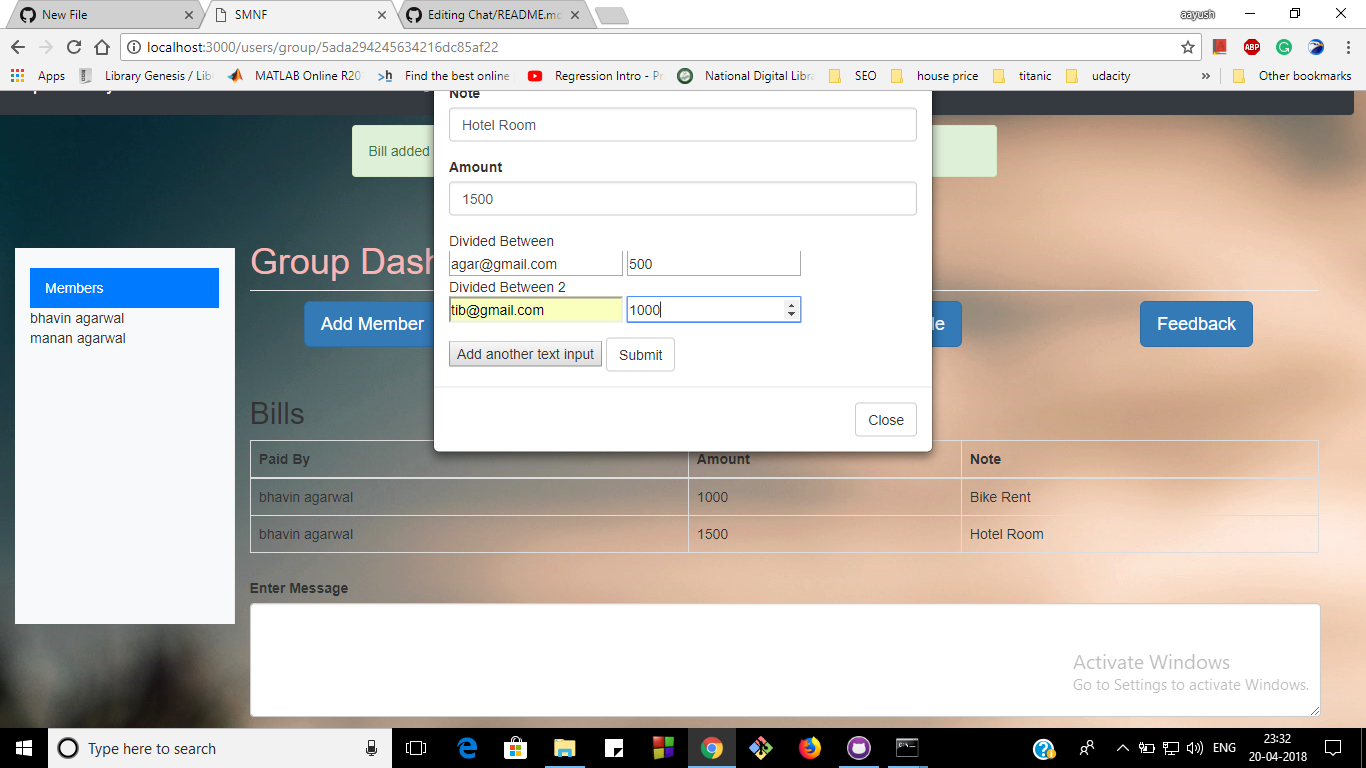 New File
SMNF
Editing Chat/README.mc
aayush
localhost:3000/users/group/5ada294245634216dc85af22
ABP
Apps
Library Genesis / Lib
MATLAB Online R20
Find the best online
Regression Intro - Pr
National Digital Libra
SEO
house price
titanic
udacity
»
Other bookmarks
Note
Hotel Room
Bill added
Amount
1500
Divided Between
agar@gmail.com 500
Divided Between 2
tib@gmail.com 1000
Add another text input Submit
Close
Group Dash
Members
bhavin agarwal
manan agarwal
Add Member
le
Feedback
Bills
Paid By Amount Note
bhavin agarwal 1000 Bike Rent
bhavin agarwal 1500 Hotel Room
Enter Message
Activate Windows
Go to Settings to activate Windows.
Type here to search
ENG
23:32
20-04-2018